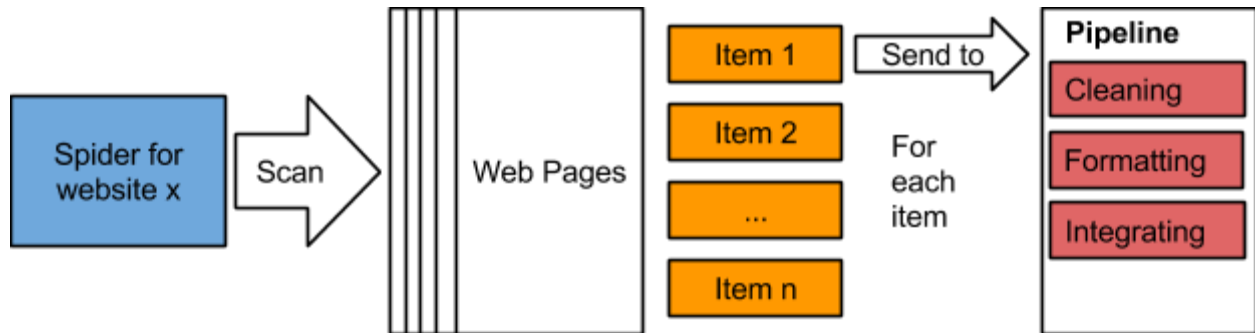 Spider for
website x
Scan
Web Pages
Item 1
Item 2
...
Item n
Send to
For
each
item
Pipeline
Cleaning
Formatting
Integrating